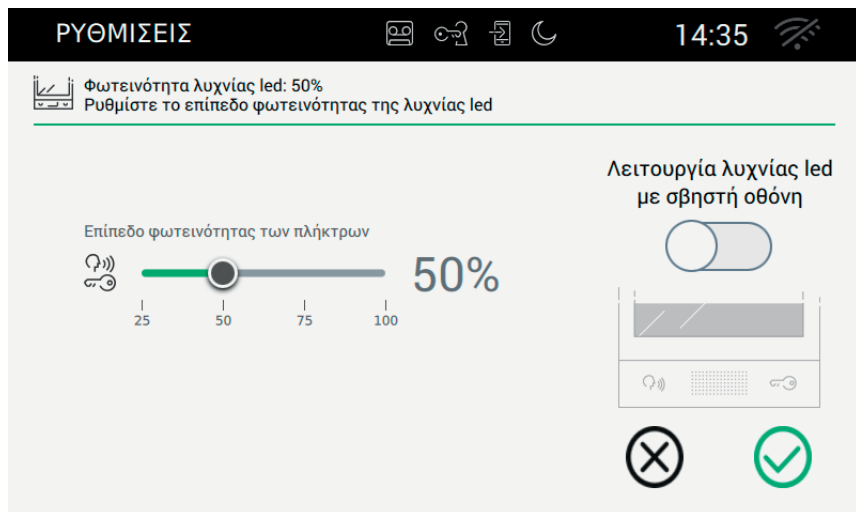 ΡΥΘΜΙΣΕΙΣ
14:35
Φωτεινότητα λυχνίας led: 50%
Ρυθμίστε το επίπεδο φωτεινότητας της λυχνίας led
Λειτουργία λυχνίας led
με σβηστή οθόνη
Επίπεδο φωτεινότητας των πλήκτρων
50%
25 50 75 100